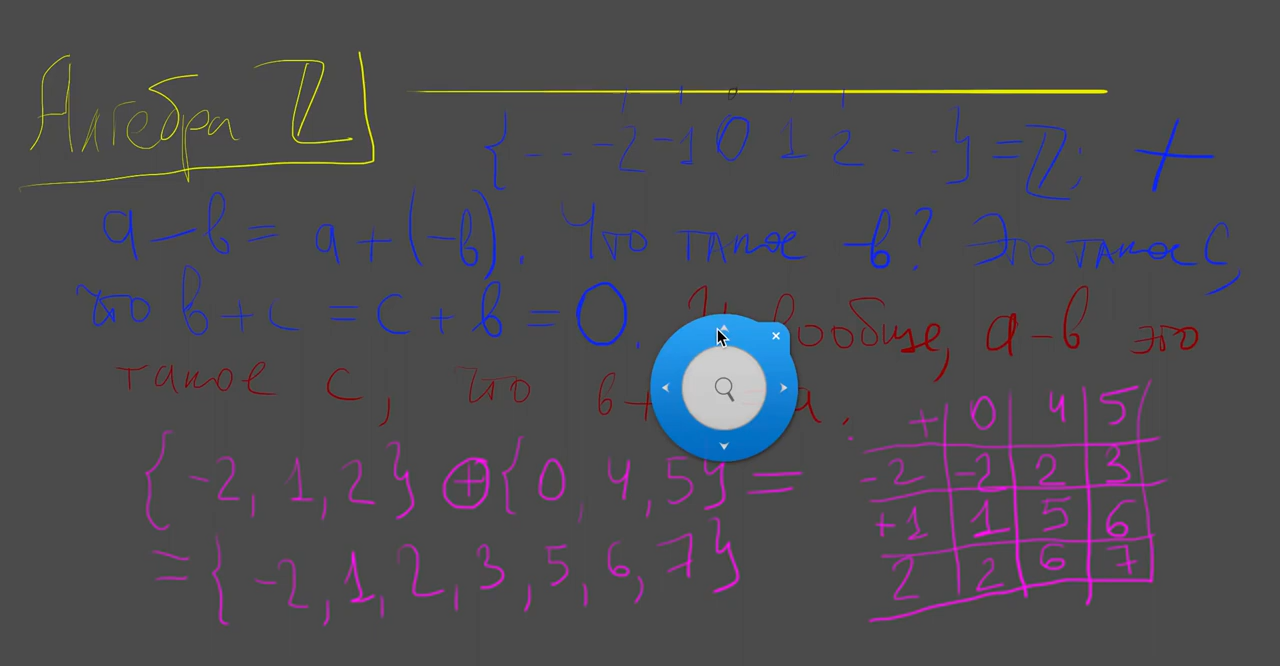 Алгебра ℤ
{... -2 -1 0 1 2 ...} = ℤ; +
a - b = a + (-b). Что такое -b? Это такое c,
что b + c = c + b = 0. вообще, a - b это
такое c, что b + a.
{-2, 1, 2} ⊕ {0, 4, 5} =
= {-2, 1, 2, 3, 5, 6, 7}
+ 0 4 5
-2 -2 2 3
+1 1 5 6
2 2 6 7